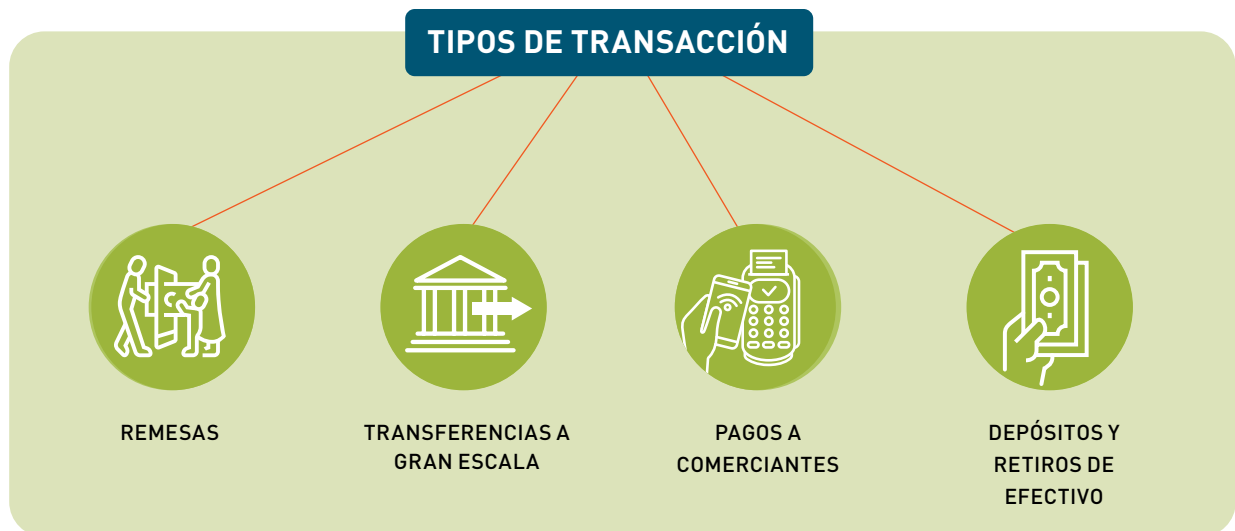 TIPOS DE TRANSACCIÓN
REMESAS
TRANSFERENCIAS A
GRAN ESCALA
PAGOS A
COMERCIANTES
DEPÓSITOS Y
RETIROS DE
EFECTIVO